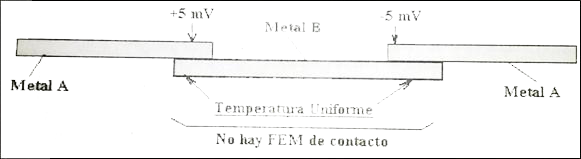 +5 mV
-5 mV
Metal B
Metal A
Metal A
Temperatura Uniforme
No hay FEM de contacto